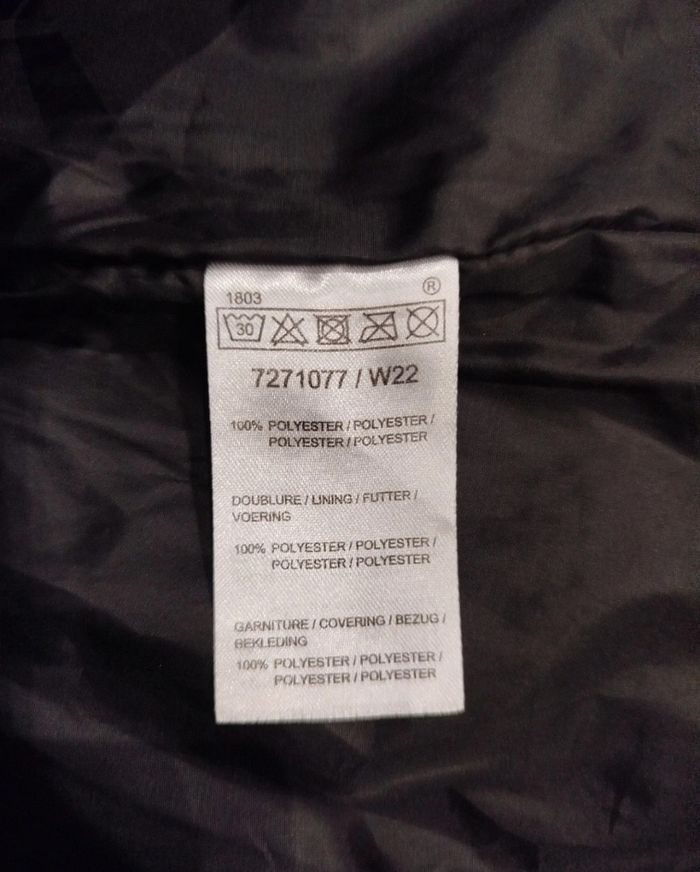 1803 ®
30
7271077 / W22
100% POLYESTER / POLYESTER /
POLYESTER / POLYESTER
DOUBLURE / LINING / FUTTER /
VOERING
100% POLYESTER / POLYESTER /
POLYESTER / POLYESTER
GARNITURE / COVERING / BEZUG /
BEKLEDING
100% POLYESTER / POLYESTER /
POLYESTER / POLYESTER